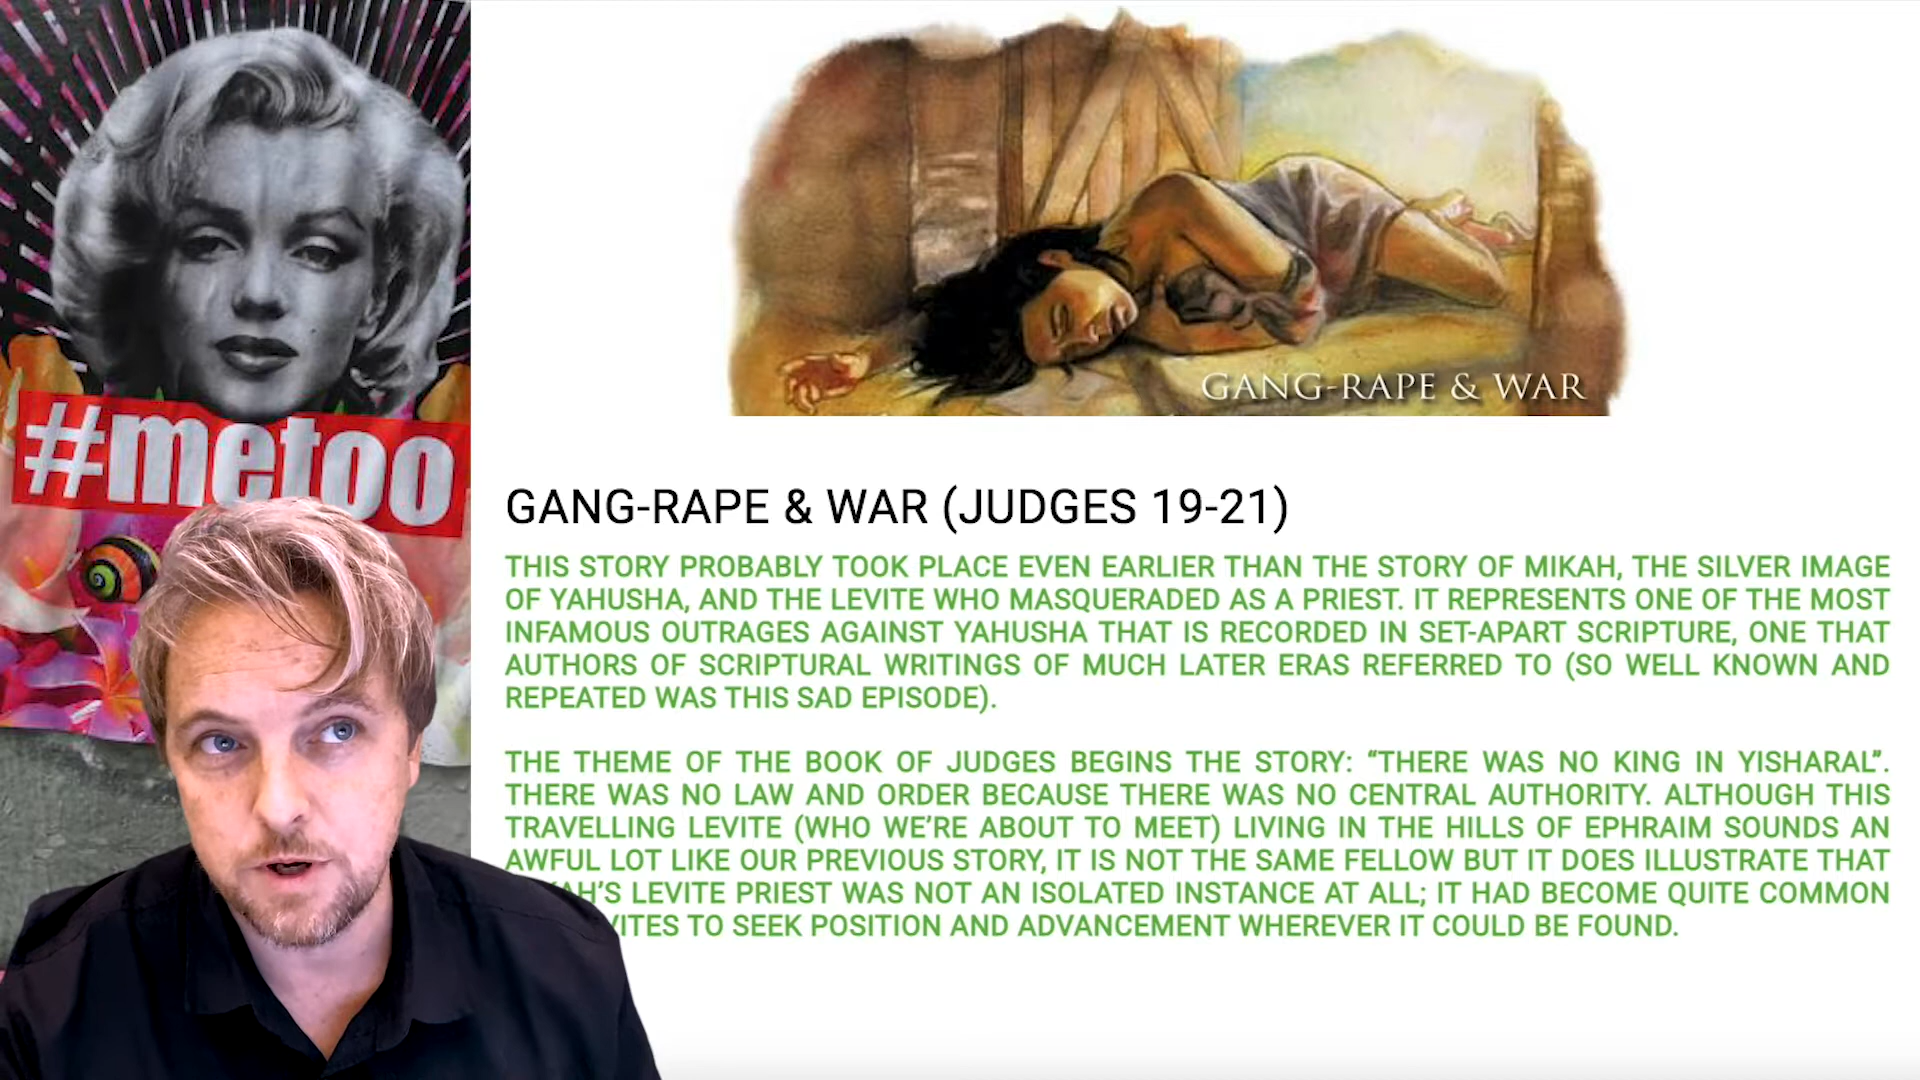 #metoo
GANG-RAPE & WAR
GANG-RAPE & WAR (JUDGES 19-21)
THIS STORY PROBABLY TOOK PLACE EVEN EARLIER THAN THE STORY OF MIKAH, THE SILVER IMAGE
OF YAHUSHA, AND THE LEVITE WHO MASQUERADED AS A PRIEST. IT REPRESENTS ONE OF THE MOST
INFAMOUS OUTRAGES AGAINST YAHUSHA THAT IS RECORDED IN SET-APART SCRIPTURE, ONE THAT
AUTHORS OF SCRIPTURAL WRITINGS OF MUCH LATER ERAS REFERRED TO (SO WELL KNOWN AND
REPEATED WAS THIS SAD EPISODE).
THE THEME OF THE BOOK OF JUDGES BEGINS THE STORY: “THERE WAS NO KING IN YISHARAL”.
THERE WAS NO LAW AND ORDER BECAUSE THERE WAS NO CENTRAL AUTHORITY. ALTHOUGH THIS
TRAVELLING LEVITE (WHO WE’RE ABOUT TO MEET) LIVING IN THE HILLS OF EPHRAIM SOUNDS AN
AWFUL LOT LIKE OUR PREVIOUS STORY, IT IS NOT THE SAME FELLOW BUT IT DOES ILLUSTRATE THAT
LEVITE PRIEST WAS NOT AN ISOLATED INSTANCE AT ALL; IT HAD BECOME QUITE COMMON
TO SEEK POSITION AND ADVANCEMENT WHEREVER IT COULD BE FOUND.